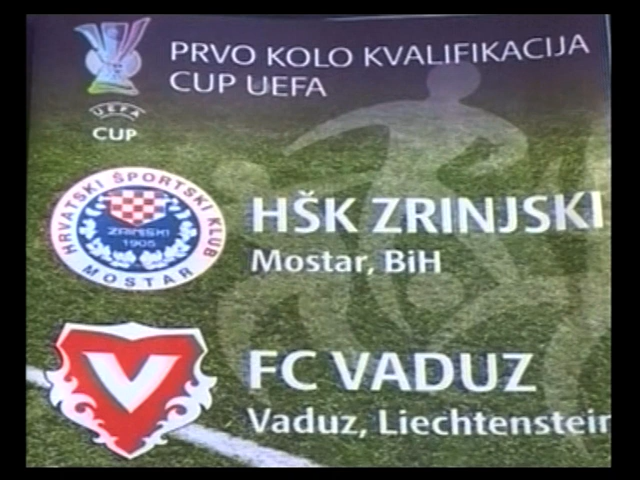 PRVO KOLO KVALIFIKACIJA
CUP UEFA
UEFA
CUP
HRVATSKI ŠPORTSKI KLUB
ZRINJSKI
1905
MOSTAR
HŠK ZRINJSKI
Mostar, BiH
V
FC VADUZ
Vaduz, Liechtenstein